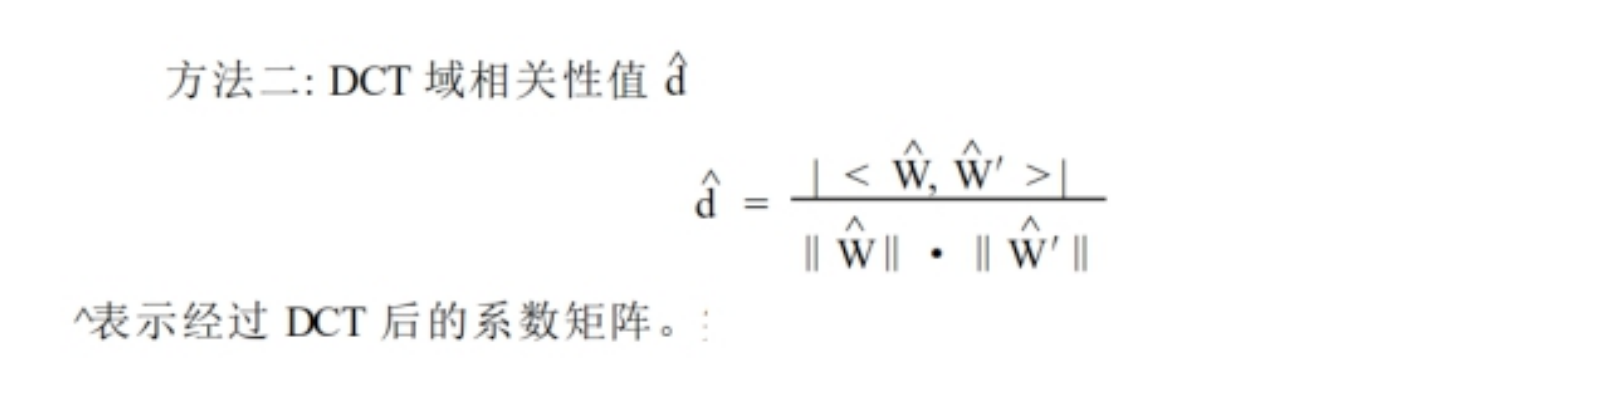 方法二: DCT 域相关性值 d̂
d̂ = | < Ŵ, Ŵ′ >| / ‖ Ŵ‖ • ‖ Ŵ′ ‖
^表示经过 DCT 后的系数矩阵。